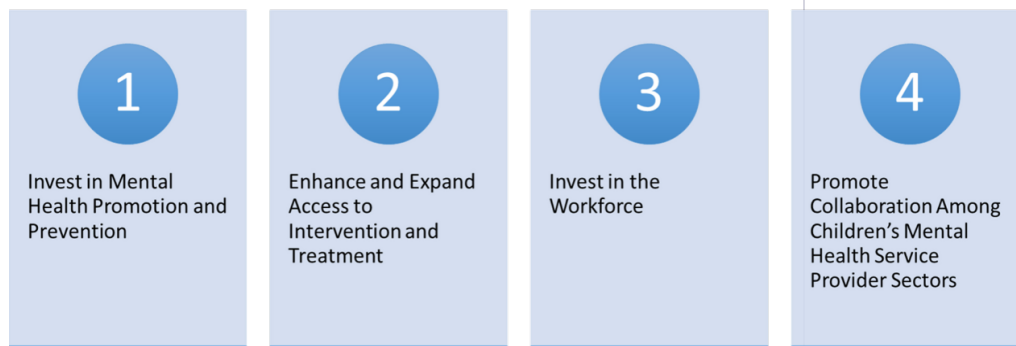 1
Invest in Mental
Health Promotion and
Prevention
2
Enhance and Expand
Access to
Intervention and
Treatment
3
Invest in the
Workforce
4
Promote
Collaboration Among
Children's Mental
Health Service
Provider Sectors